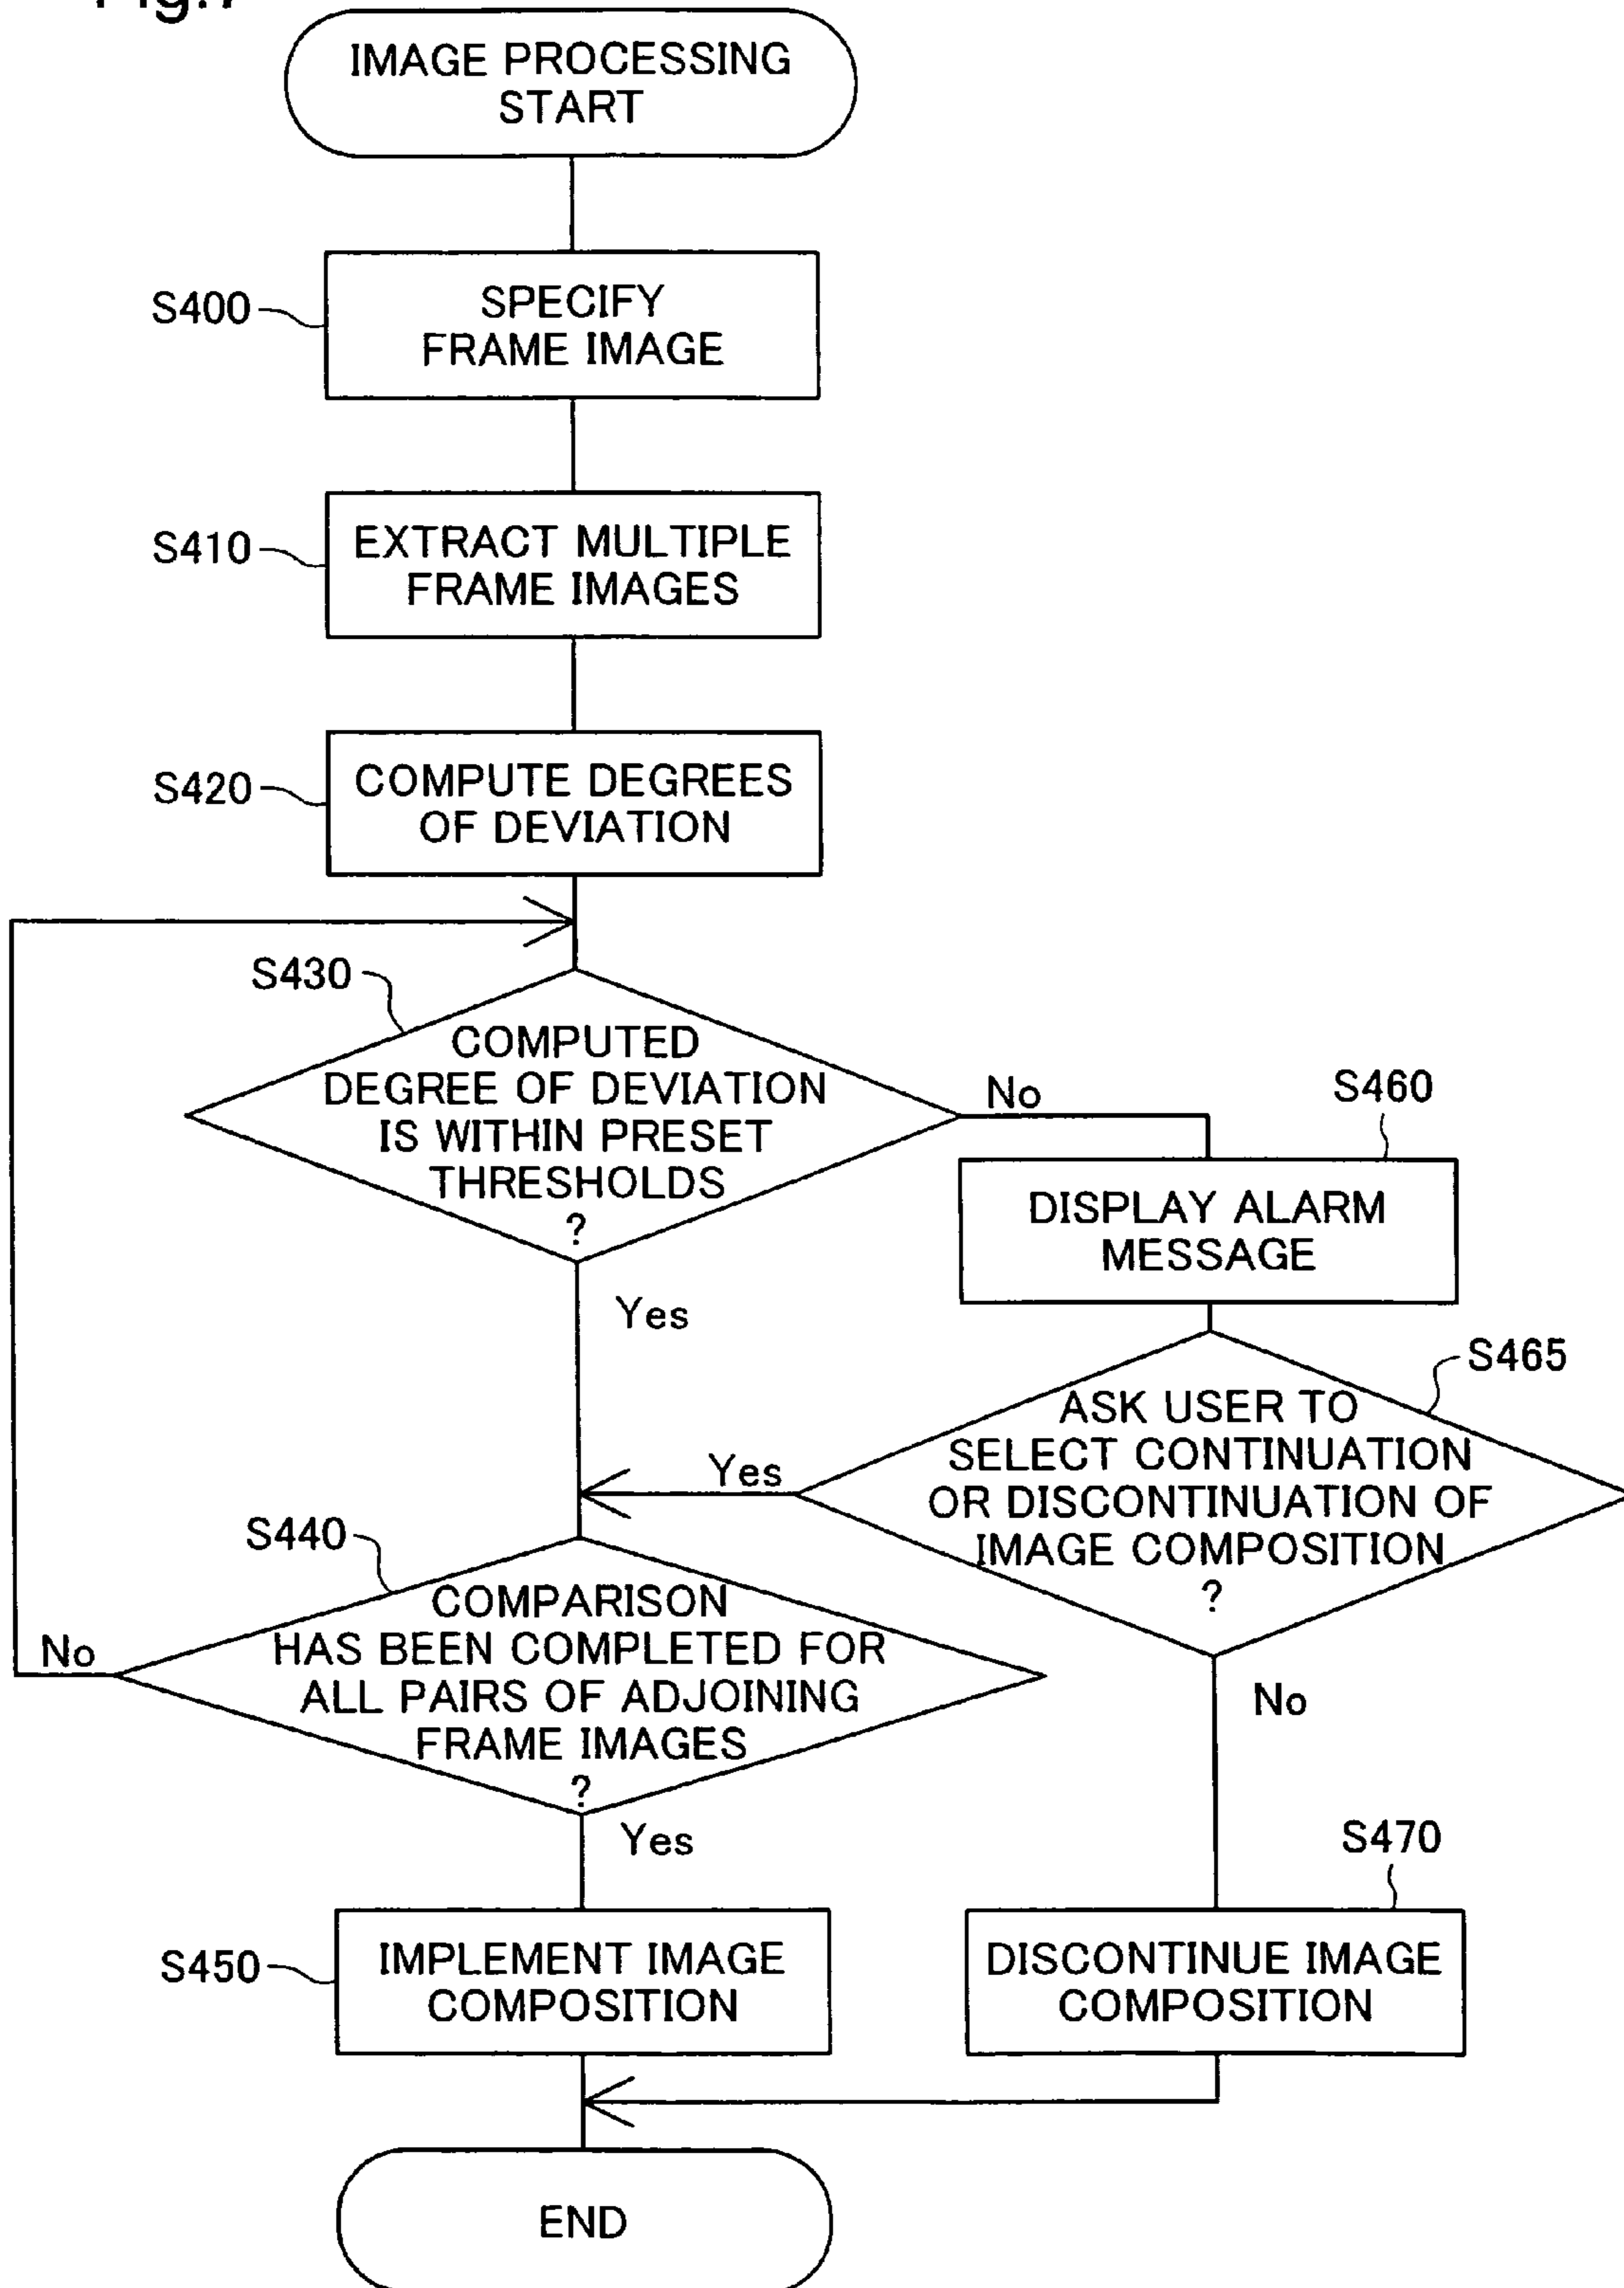 Fig.7
IMAGE PROCESSING
START
S400
SPECIFY
FRAME IMAGE
S410
EXTRACT MULTIPLE
FRAME IMAGES
S420
COMPUTE DEGREES
OF DEVIATION
S430
COMPUTED
DEGREE OF DEVIATION
IS WITHIN PRESET
THRESHOLDS
?
No
S460
DISPLAY ALARM
MESSAGE
Yes
S465
ASK USER TO
SELECT CONTINUATION
OR DISCONTINUATION OF
IMAGE COMPOSITION
?
Yes
S440
COMPARISON
HAS BEEN COMPLETED FOR
ALL PAIRS OF ADJOINING
FRAME IMAGES
?
No
No
Yes
S470
S450
IMPLEMENT IMAGE
COMPOSITION
DISCONTINUE IMAGE
COMPOSITION
END